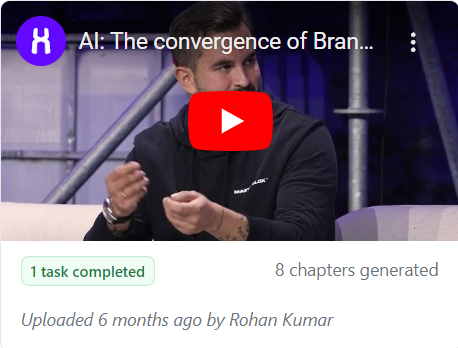 AI: The convergence of Bran...
1 task completed
8 chapters generated
Uploaded 6 months ago by Rohan Kumar